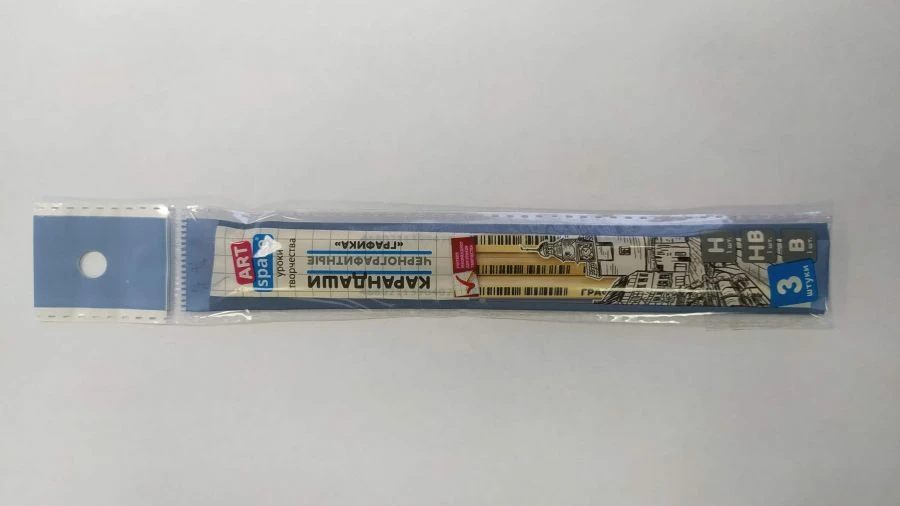 ART
space
уроки
творчества
КАРАНДАШИ
ЧЕРНОГРАФИТНЫЕ
«ГРАФИКА»
H
HB
B
3
штуки